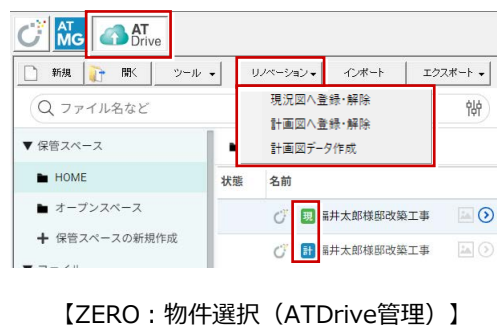 AT MG
AT Drive
新規 開く ツール リノベーション インポート エクスポート
ファイル名など
現況図へ登録・解除
計画図へ登録・解除
計画図データ作成
▼ 保管スペース
HOME
オープンスペース
+ 保管スペースの新規作成
状態 名前
現 福井太郎様邸改築工事
計 福井太郎様邸改築工事
【ZERO：物件選択（ATDrive管理）】